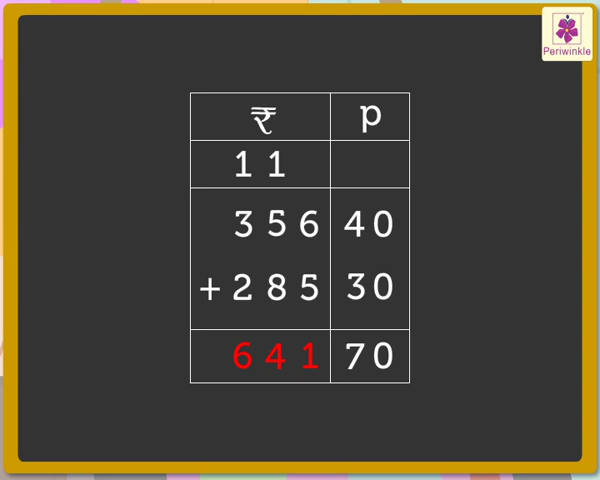 Periwinkle
₹ p
1 1
3 5 6 4 0
+ 2 8 5 3 0
6 4 1 7 0